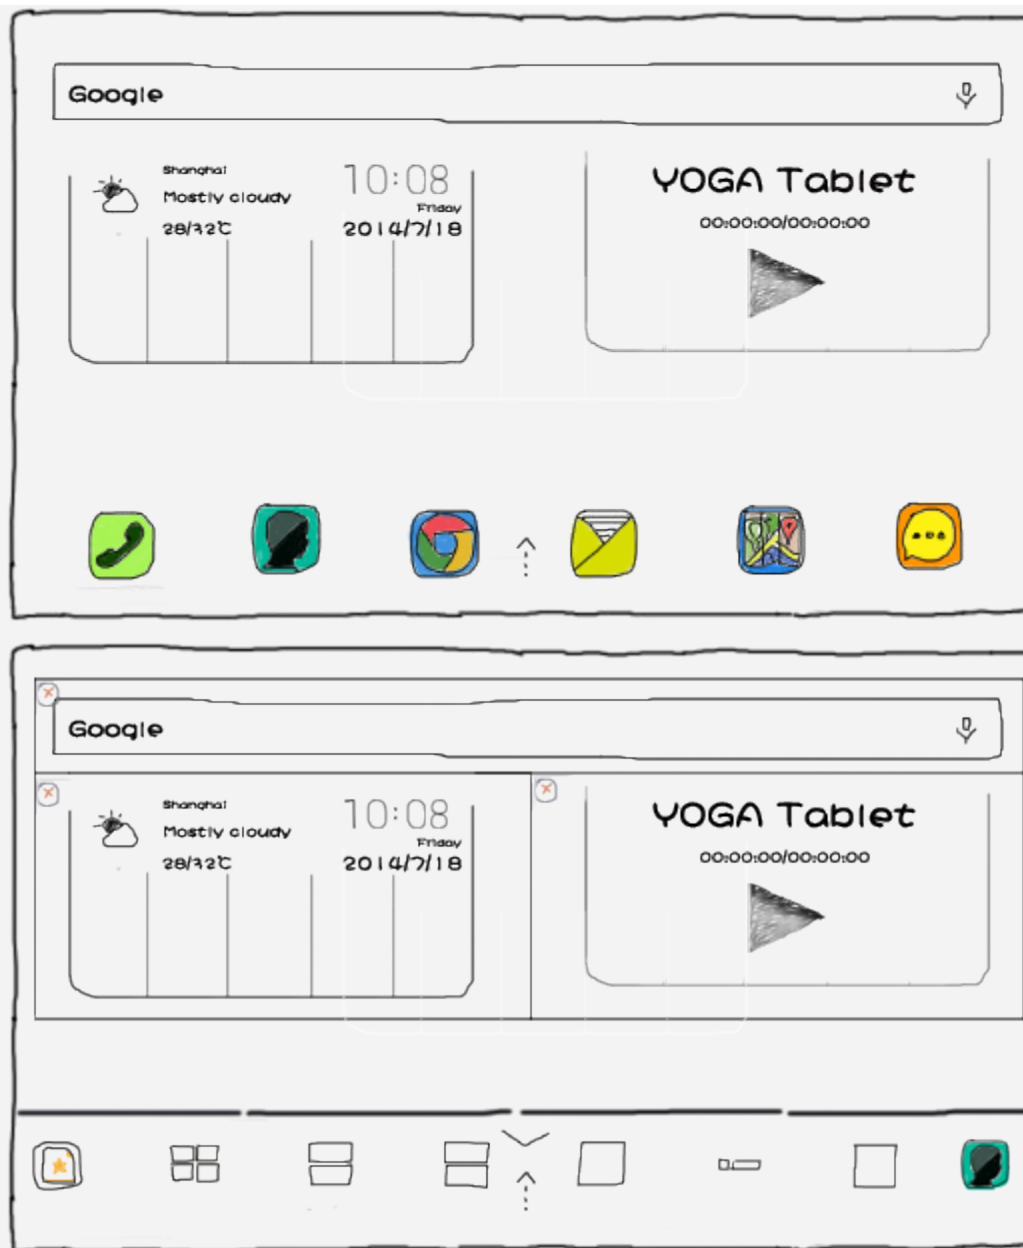 Google
Shanghai
Mostly cloudy
28/32℃
10:08
Friday
2014/7/18
YOGA Tablet
00:00:00/00:00:00
Google
Shanghai
Mostly cloudy
28/32℃
10:08
Friday
2014/7/18
YOGA Tablet
00:00:00/00:00:00